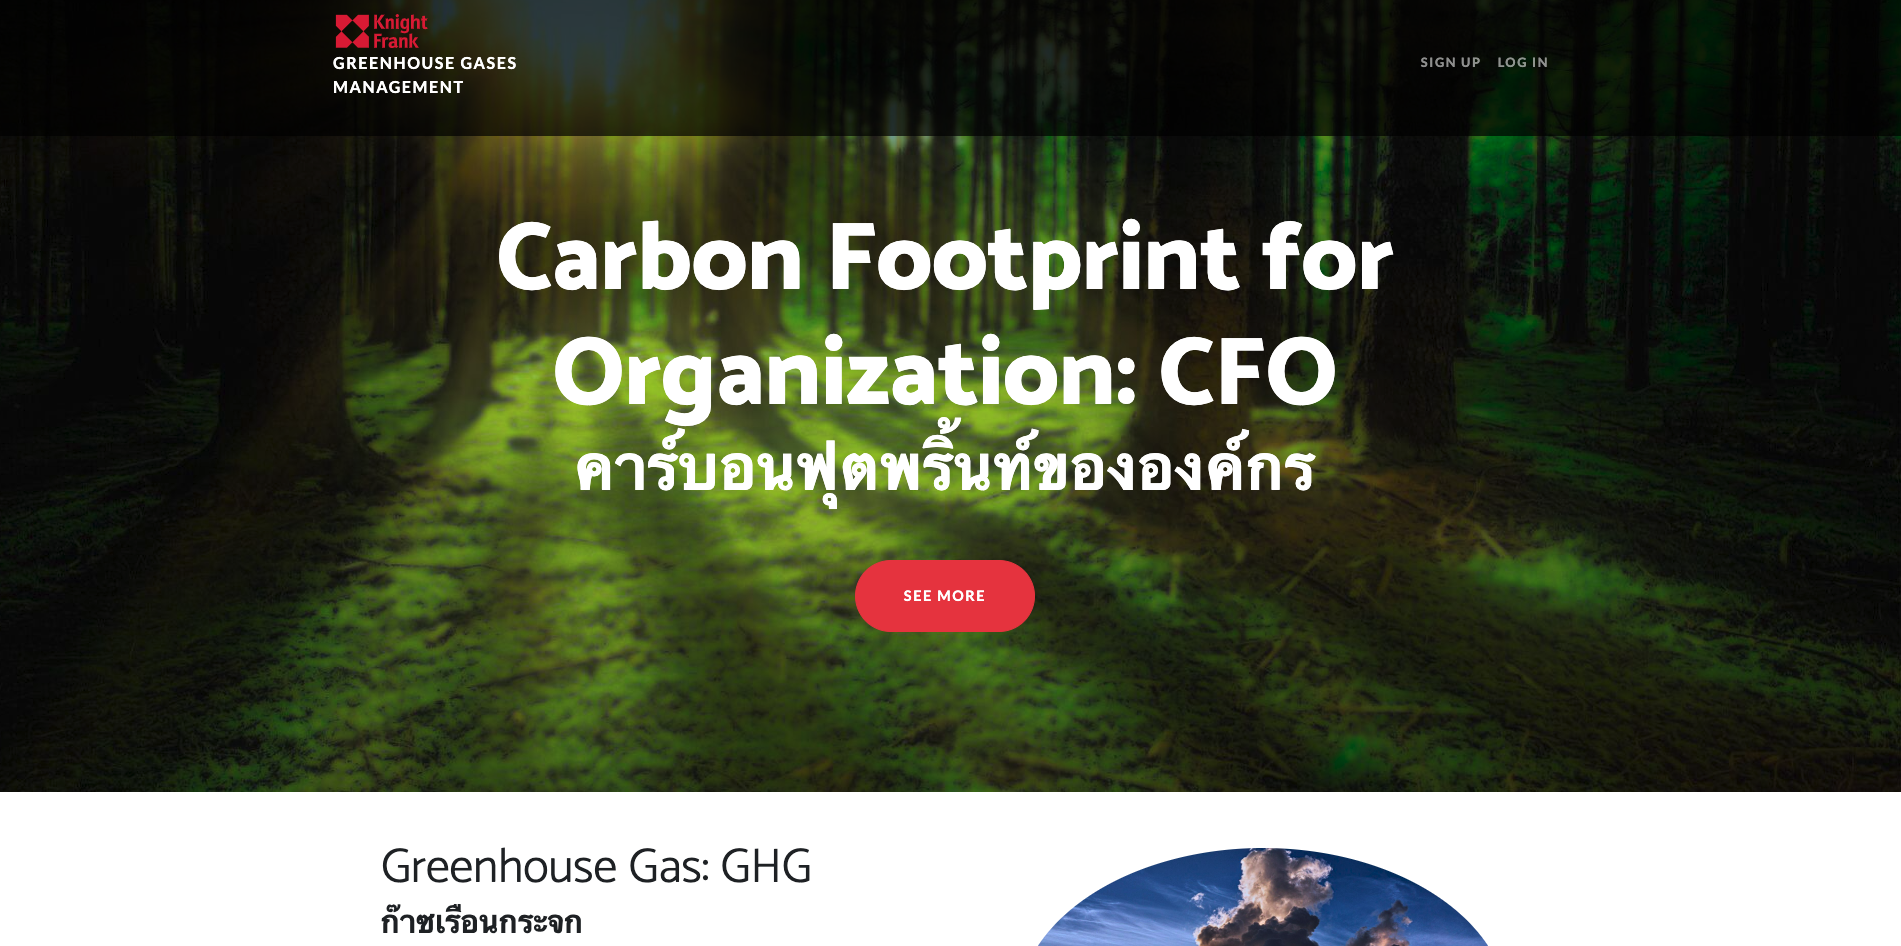 Knight
Frank
GREENHOUSE GASES
MANAGEMENT
SIGN UP LOG IN
Carbon Footprint for
Organization: CFO
คาร์บอนฟุตพริ้นท์ขององค์กร
SEE MORE
Greenhouse Gas: GHG
ก๊าซเรือนกระจก